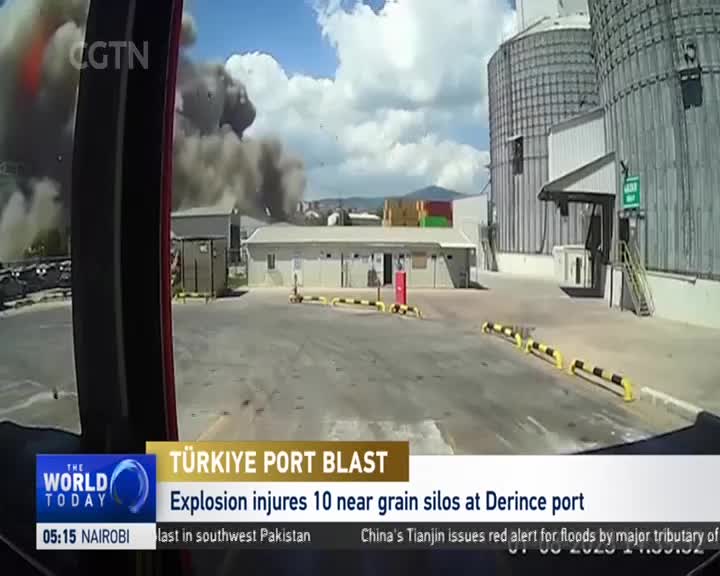 CGTN
TÜRKIYE PORT BLAST
THE
WORLD
TODAY
Explosion injures 10 near grain silos at Derince port
05:15 NAIROBI
last in southwest Pakistan China's Tianjin issues red alert for floods by major tributary of